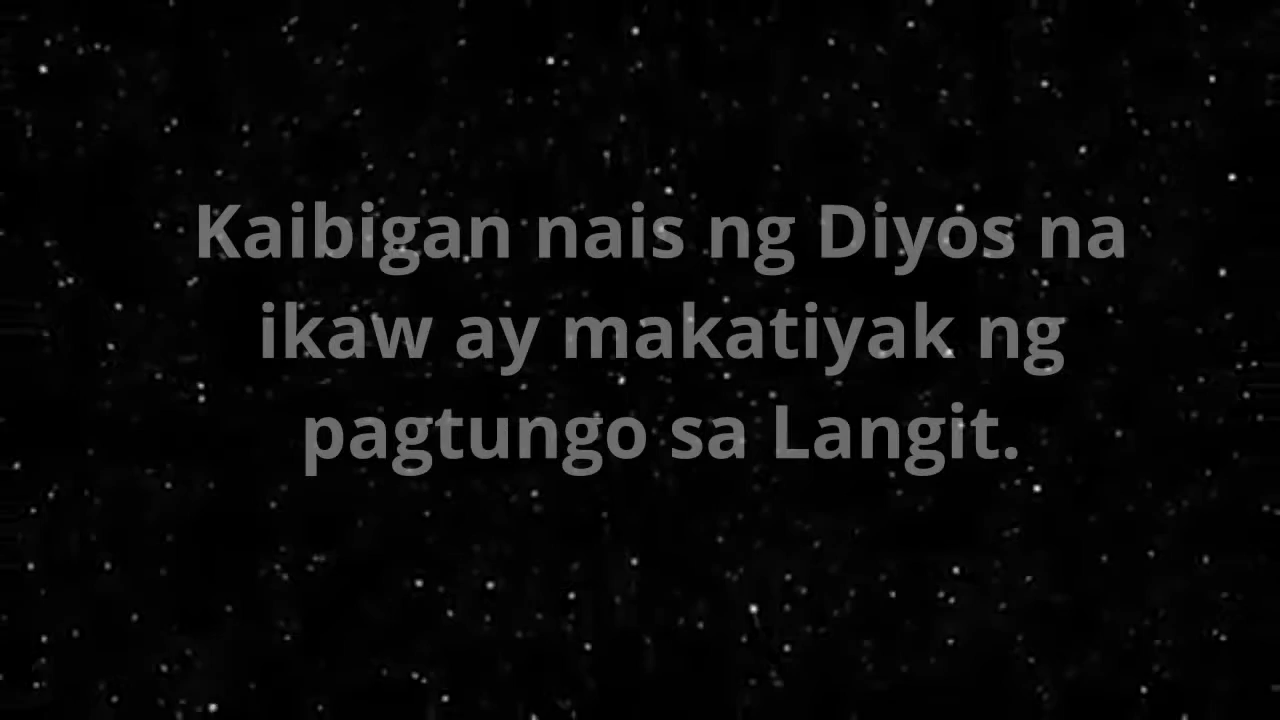 Kaibigan nais ng Diyos na
ikaw ay makatiyak ng
pagtungo sa Langit.